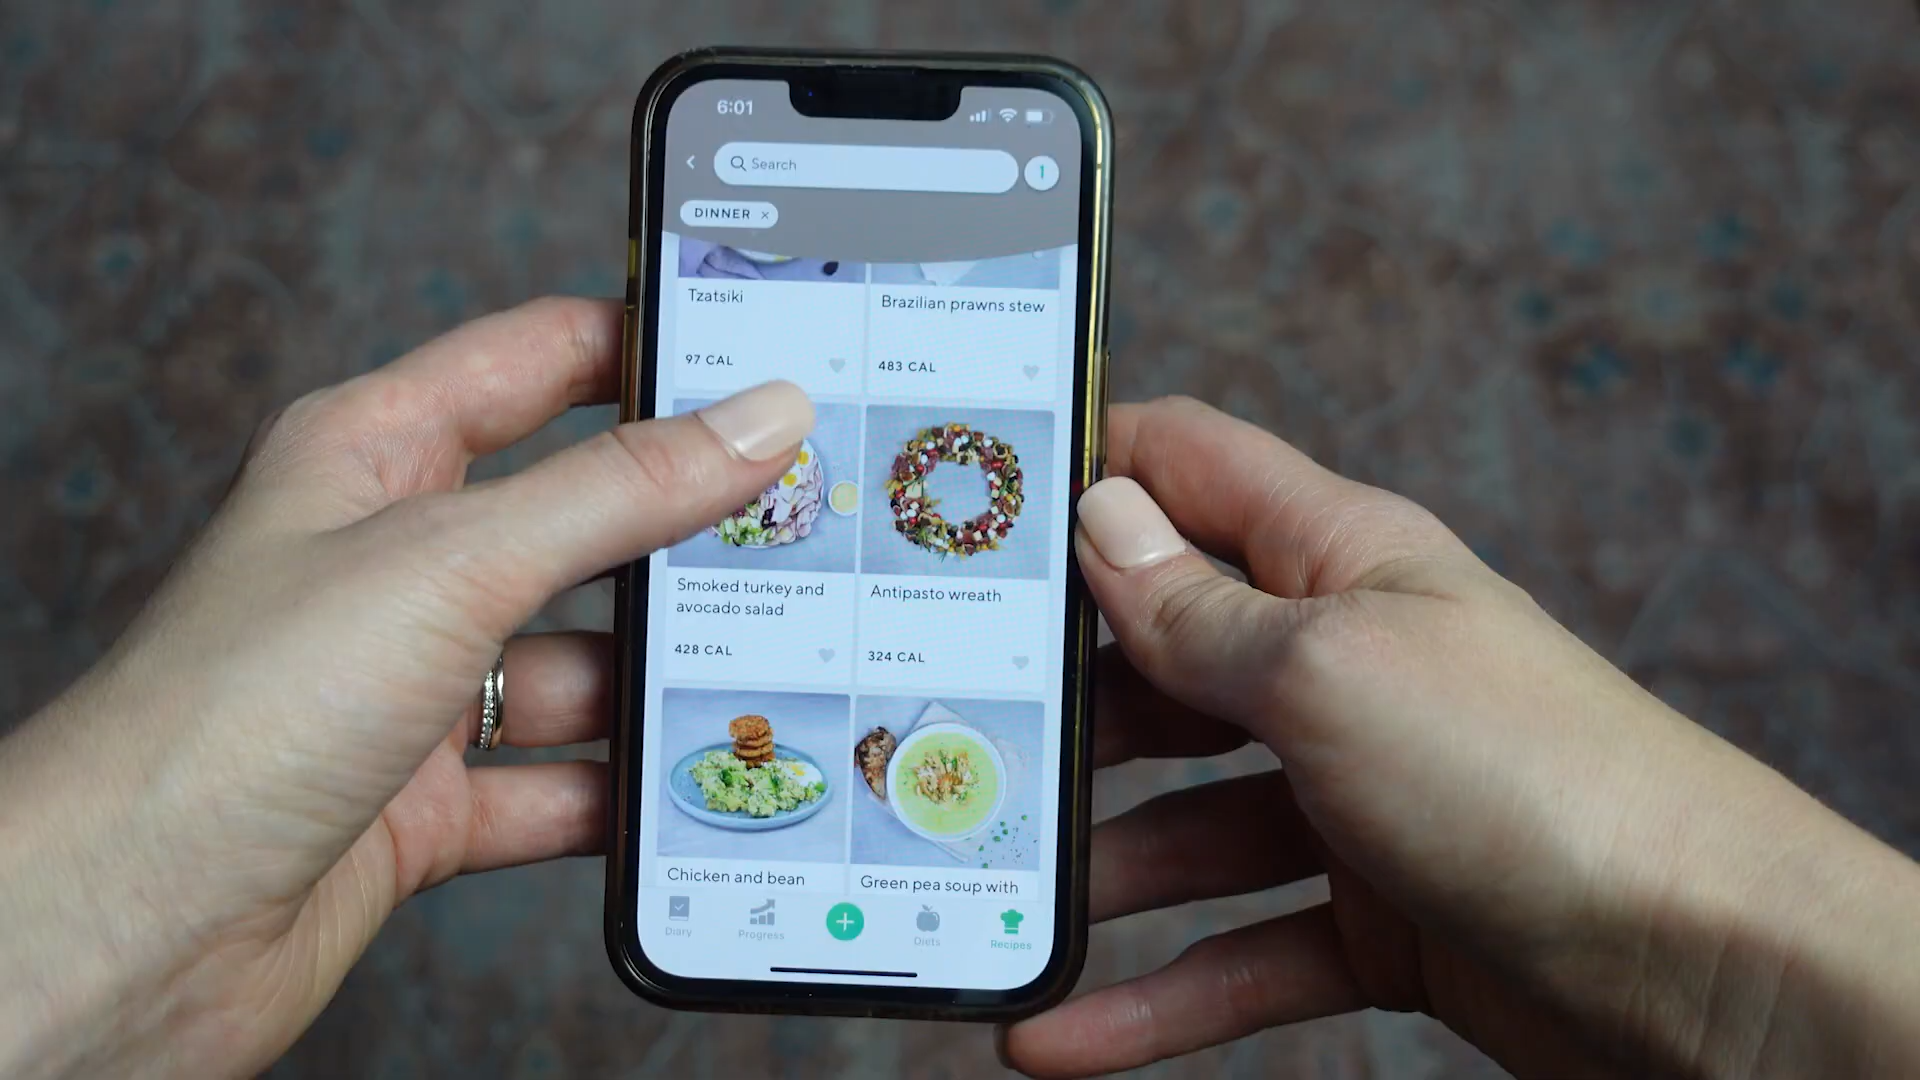 6:01
Search
1
DINNER ×
Tzatsiki
97 CAL
Brazilian prawns stew
483 CAL
Smoked turkey and
avocado salad
428 CAL
Antipasto wreath
324 CAL
Chicken and bean
Green pea soup with
Diary
Progress
Diets
Recipes